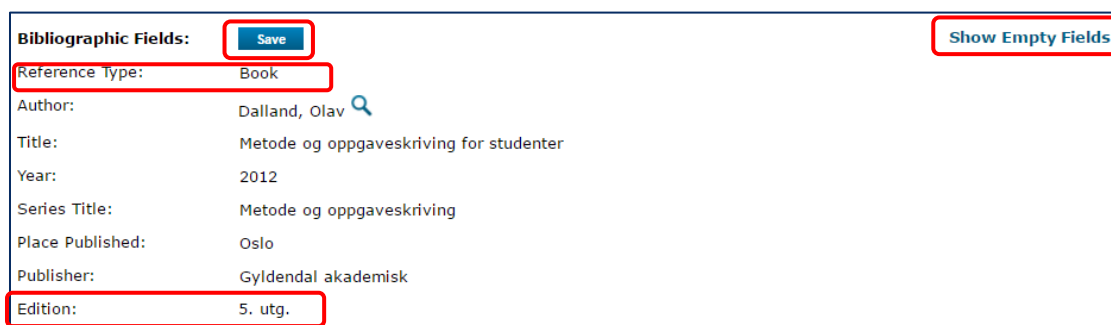 Bibliographic Fields: Save Show Empty Fields
Reference Type: Book
Author: Dalland, Olav
Title: Metode og oppgaveskriving for studenter
Year: 2012
Series Title: Metode og oppgaveskriving
Place Published: Oslo
Publisher: Gyldendal akademisk
Edition: 5. utg.